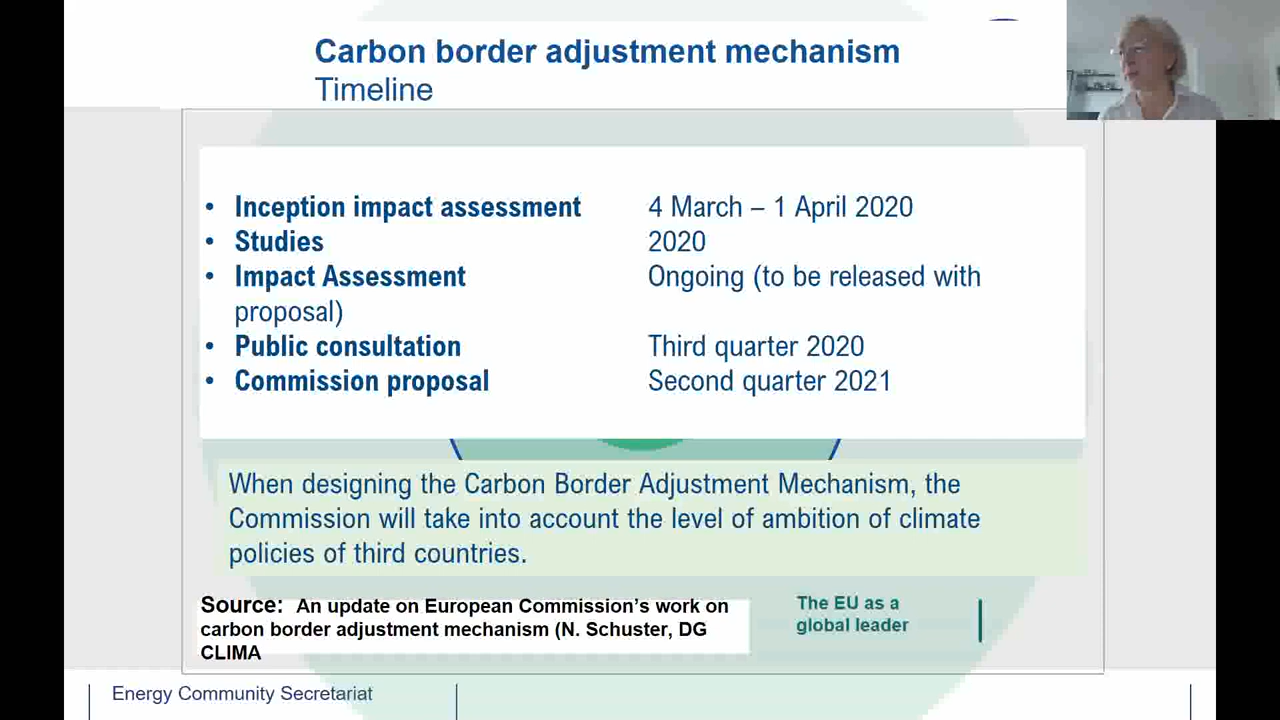 Carbon border adjustment mechanism
Timeline
• Inception impact assessment 4 March – 1 April 2020
• Studies 2020
• Impact Assessment Ongoing (to be released with
proposal)
• Public consultation Third quarter 2020
• Commission proposal Second quarter 2021
When designing the Carbon Border Adjustment Mechanism, the
Commission will take into account the level of ambition of climate
policies of third countries.
Source: An update on European Commission's work on
carbon border adjustment mechanism (N. Schuster, DG
CLIMA
The EU as a
global leader
Energy Community Secretariat